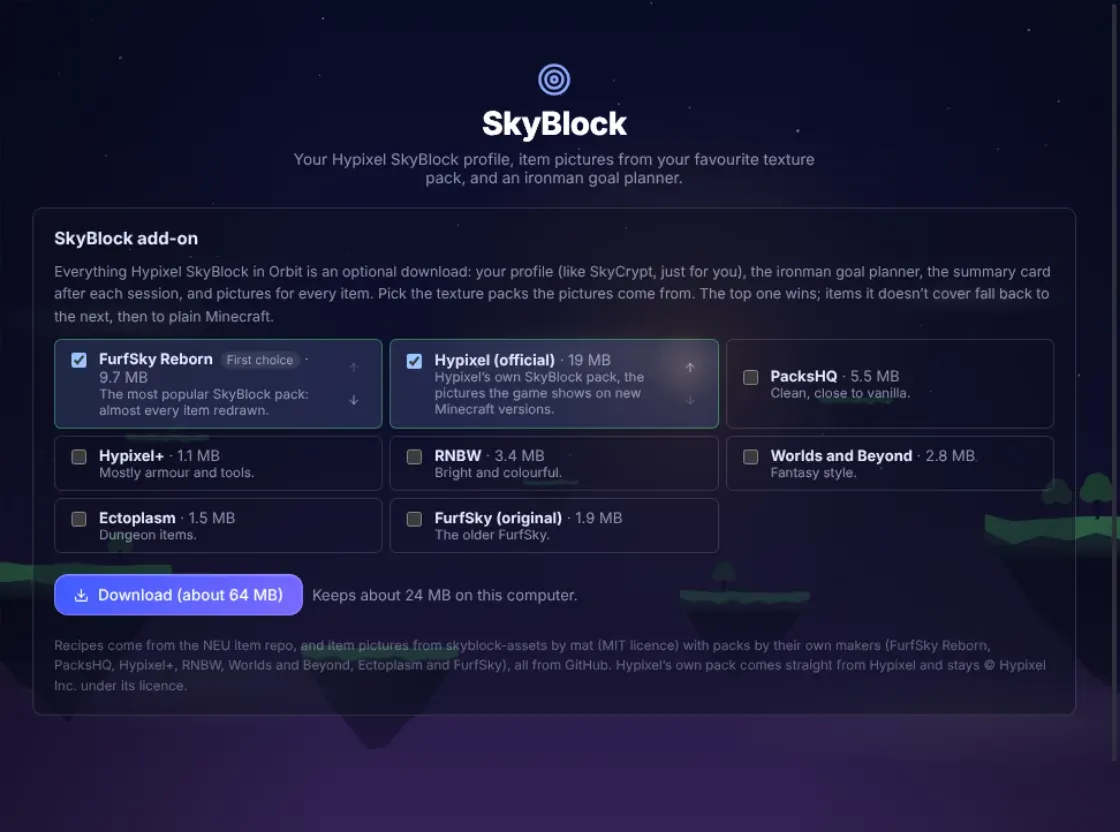 SkyBlock
Your Hypixel SkyBlock profile, item pictures from your favourite texture
pack, and an ironman goal planner.
SkyBlock add-on
Everything Hypixel SkyBlock in Orbit is an optional download: your profile (like SkyCrypt, just for you), the ironman goal planner, the summary card
after each session, and pictures for every item. Pick the texture packs the pictures come from. The top one wins; items it doesn't cover fall back to
the next, then to plain Minecraft.
FurfSky Reborn First choice ·
9.7 MB
The most popular SkyBlock pack:
almost every item redrawn.
Hypixel (official) · 19 MB
Hypixel's own SkyBlock pack, the
pictures the game shows on new
Minecraft versions.
PacksHQ · 5.5 MB
Clean, close to vanilla.
Hypixel+ · 1.1 MB
Mostly armour and tools.
RNBW · 3.4 MB
Bright and colourful.
Worlds and Beyond · 2.8 MB
Fantasy style.
Ectoplasm · 1.5 MB
Dungeon items.
FurfSky (original) · 1.9 MB
The older FurfSky.
Download (about 64 MB) Keeps about 24 MB on this computer.
Recipes come from the NEU item repo, and item pictures from skyblock-assets by mat (MIT licence) with packs by their own makers (FurfSky Reborn,
PacksHQ, Hypixel+, RNBW, Worlds and Beyond, Ectoplasm and FurfSky), all from GitHub. Hypixel's own pack comes straight from Hypixel and stays © Hypixel
Inc. under its licence.